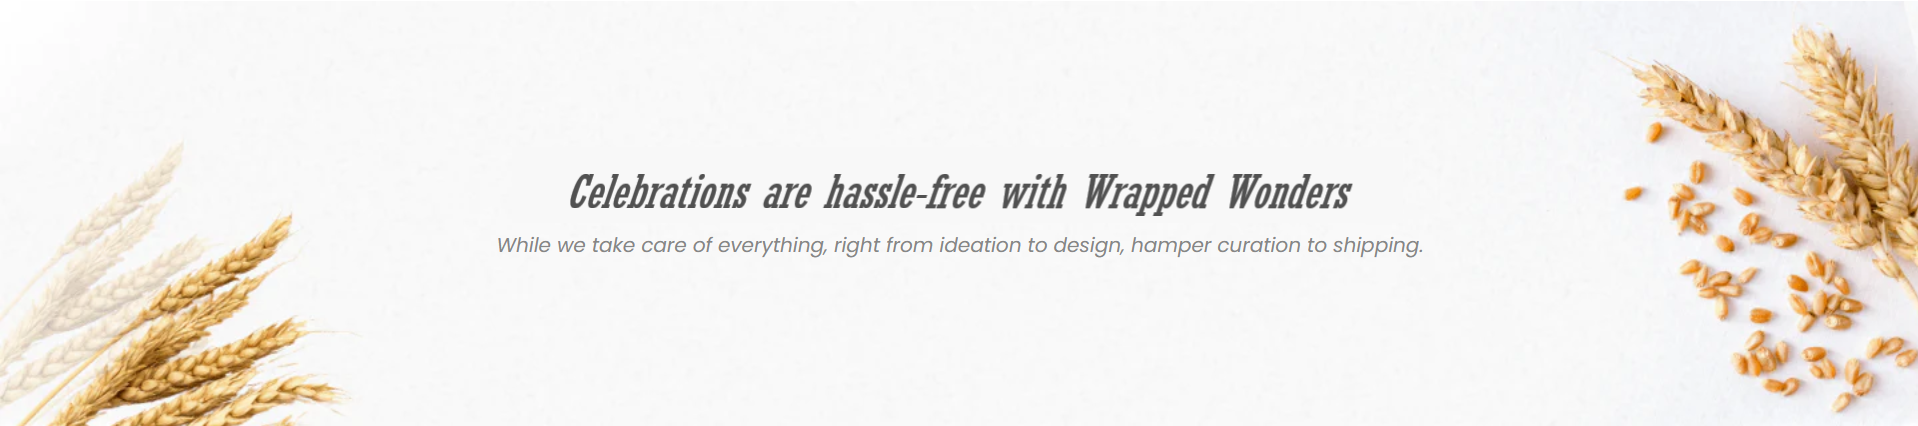 Celebrations are hassle-free with Wrapped Wonders
While we take care of everything, right from ideation to design, hamper curation to shipping.